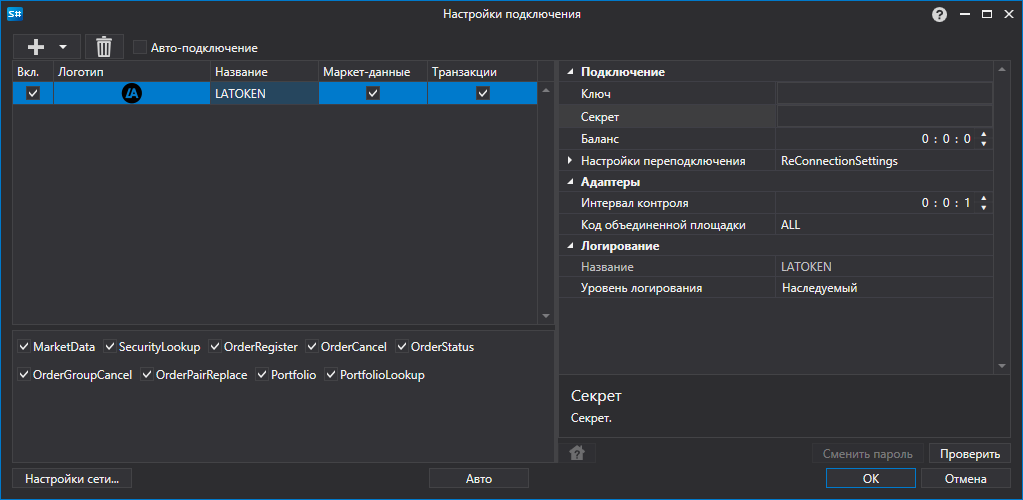 S# Настройки подключения ?
Авто-подключение
Вкл. Логотип Название Маркет-данные Транзакции
LA LATOKEN
MarketData SecurityLookup OrderRegister OrderCancel OrderStatus
OrderGroupCancel OrderPairReplace Portfolio PortfolioLookup
Подключение
Ключ
Секрет
Баланс 0 : 0 : 0
Настройки переподключения ReConnectionSettings
Адаптеры
Интервал контроля 0 : 0 : 1
Код объединенной площадки ALL
Логирование
Название LATOKEN
Уровень логирования Наследуемый
Секрет
Секрет.
? Сменить пароль Проверить
Настройки сети... Авто OK Отмена